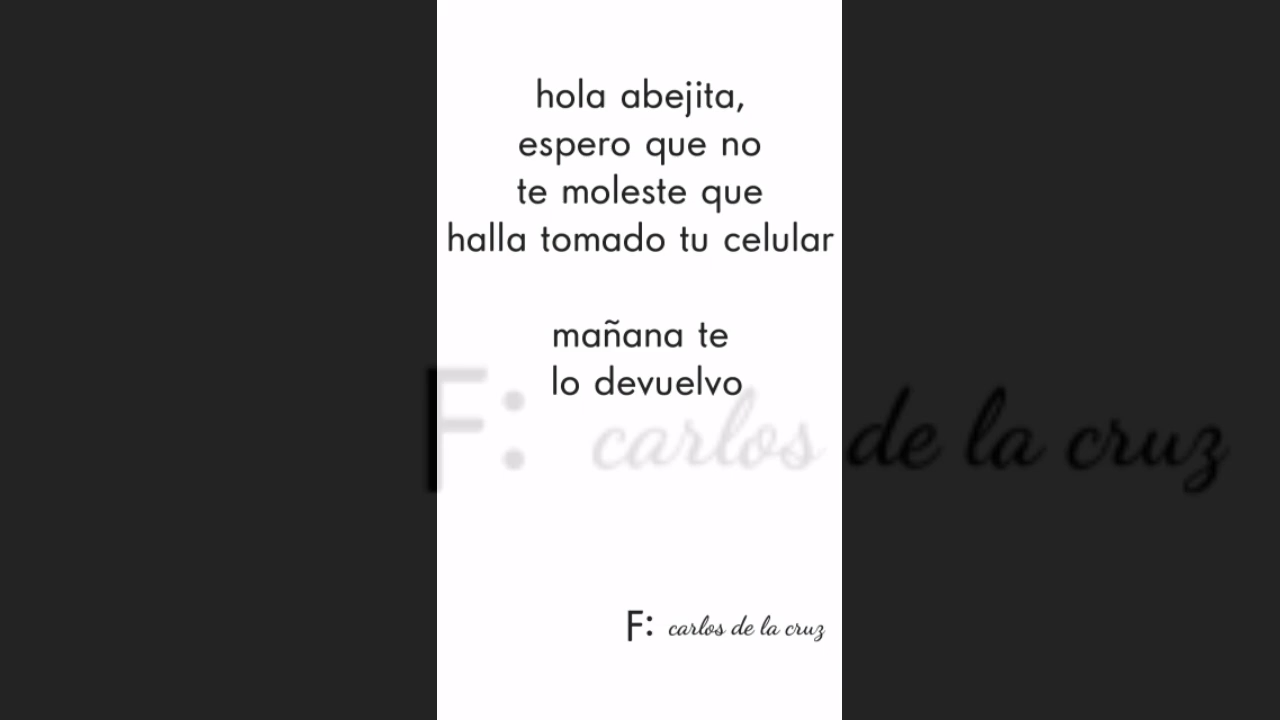 hola abejita,
espero que no
te moleste que
halla tomado tu celular
mañana te
lo devuelvo
F: carlos de la cruz
F: carlos de la cruz